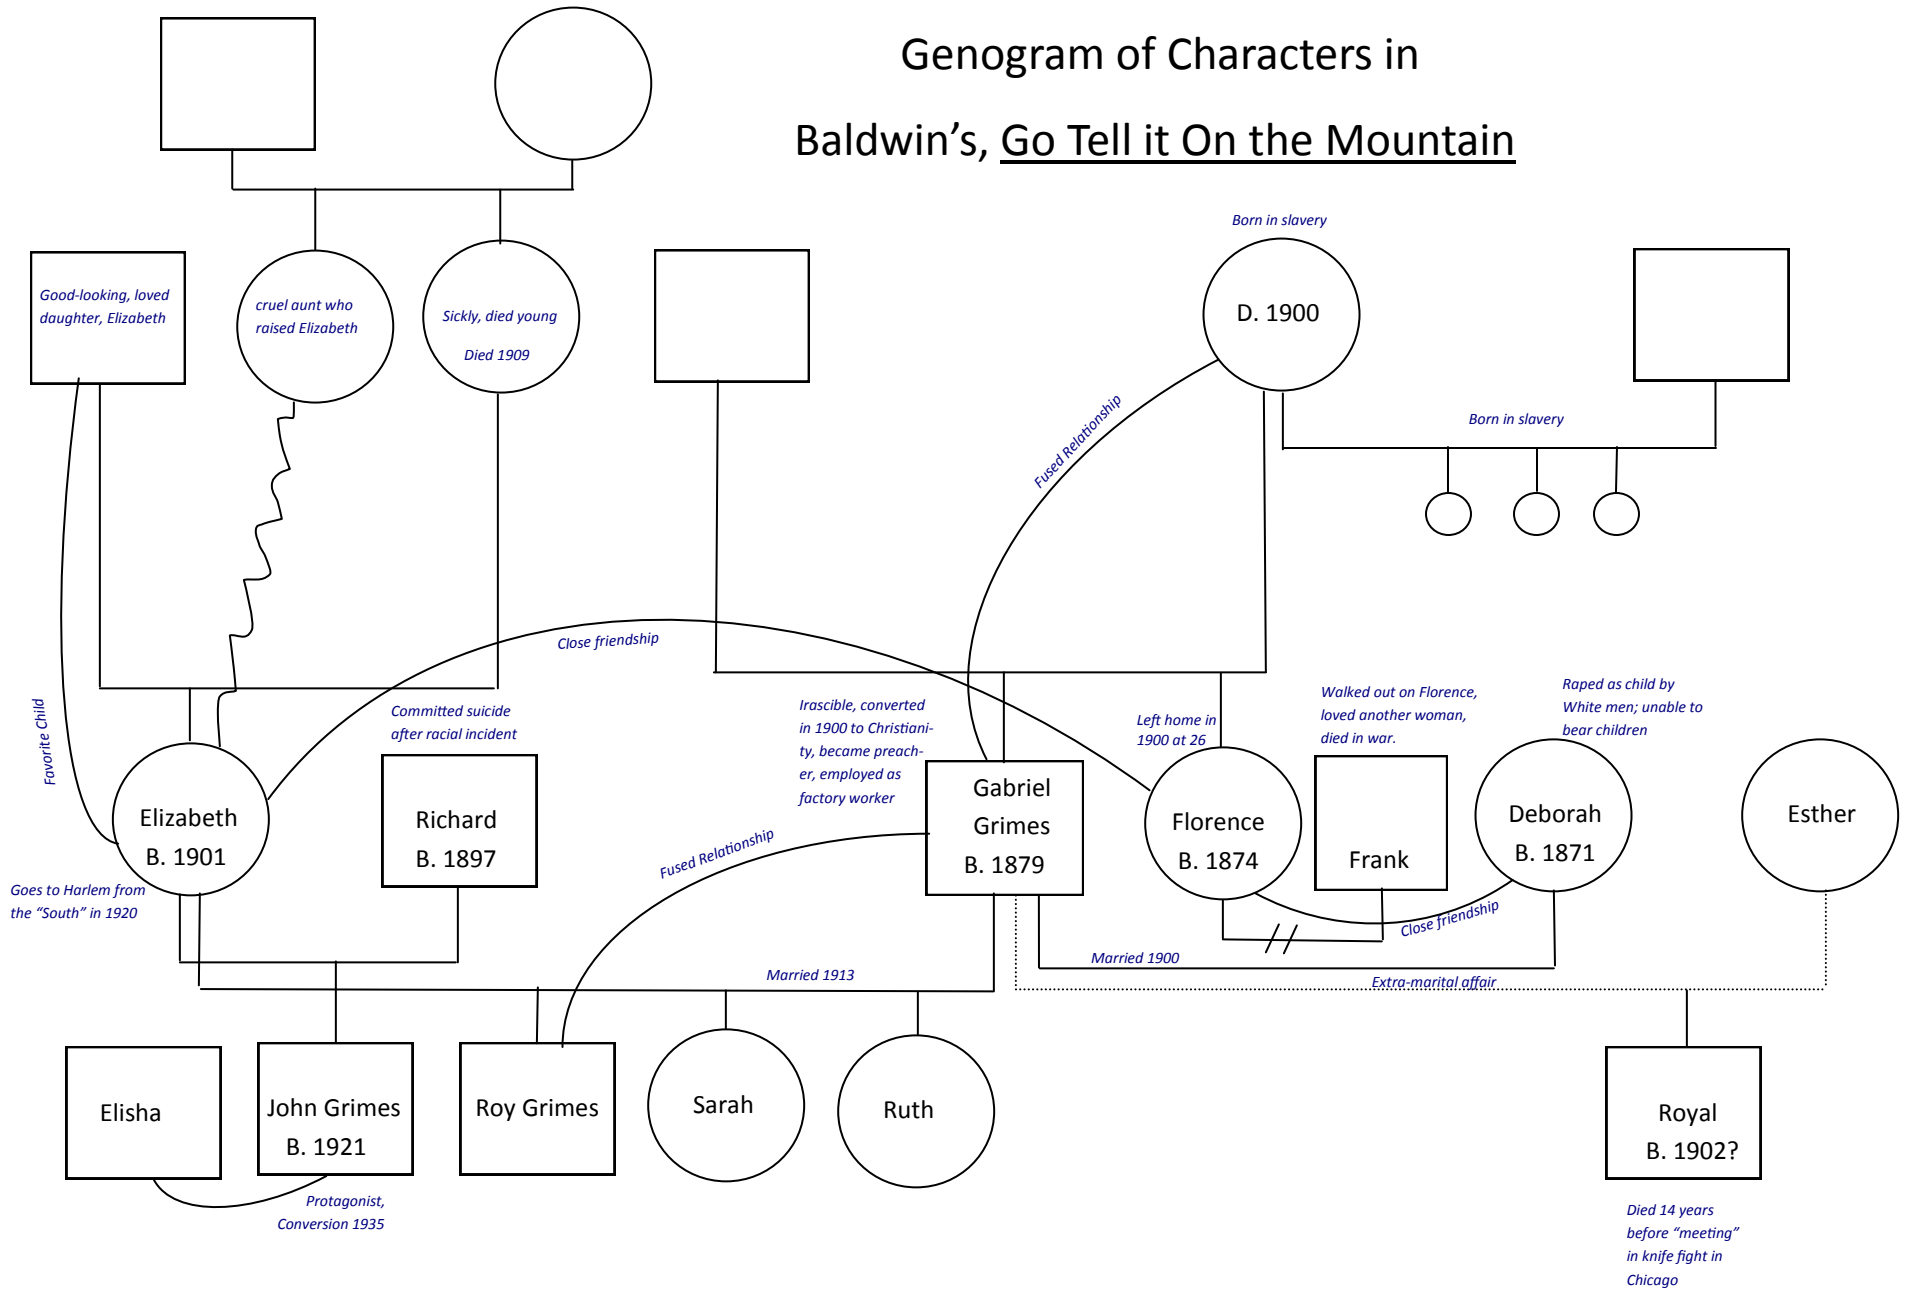 Genogram of Characters in
Baldwin’s, Go Tell it On the Mountain
Born in slavery
Good-looking, loved
daughter, Elizabeth
cruel aunt who
raised Elizabeth
Sickly, died young
Died 1909
D. 1900
Fused Relationship
Born in slavery
Close friendship
Favorite Child
Committed suicide
after racial incident
Irascible, converted
in 1900 to Christiani-
ty, became preach-
er, employed as
factory worker
Left home in
1900 at 26
Walked out on Florence,
loved another woman,
died in war.
Raped as child by
White men; unable to
bear children
Elizabeth
B. 1901
Richard
B. 1897
Gabriel
Grimes
B. 1879
Florence
B. 1874
Frank
Deborah
B. 1871
Esther
Goes to Harlem from
the “South” in 1920
Fused Relationship
Close friendship
Married 1913
Married 1900
Extra-marital affair
Elisha
John Grimes
B. 1921
Roy Grimes
Sarah
Ruth
Royal
B. 1902?
Protagonist,
Conversion 1935
Died 14 years
before “meeting”
in knife fight in
Chicago